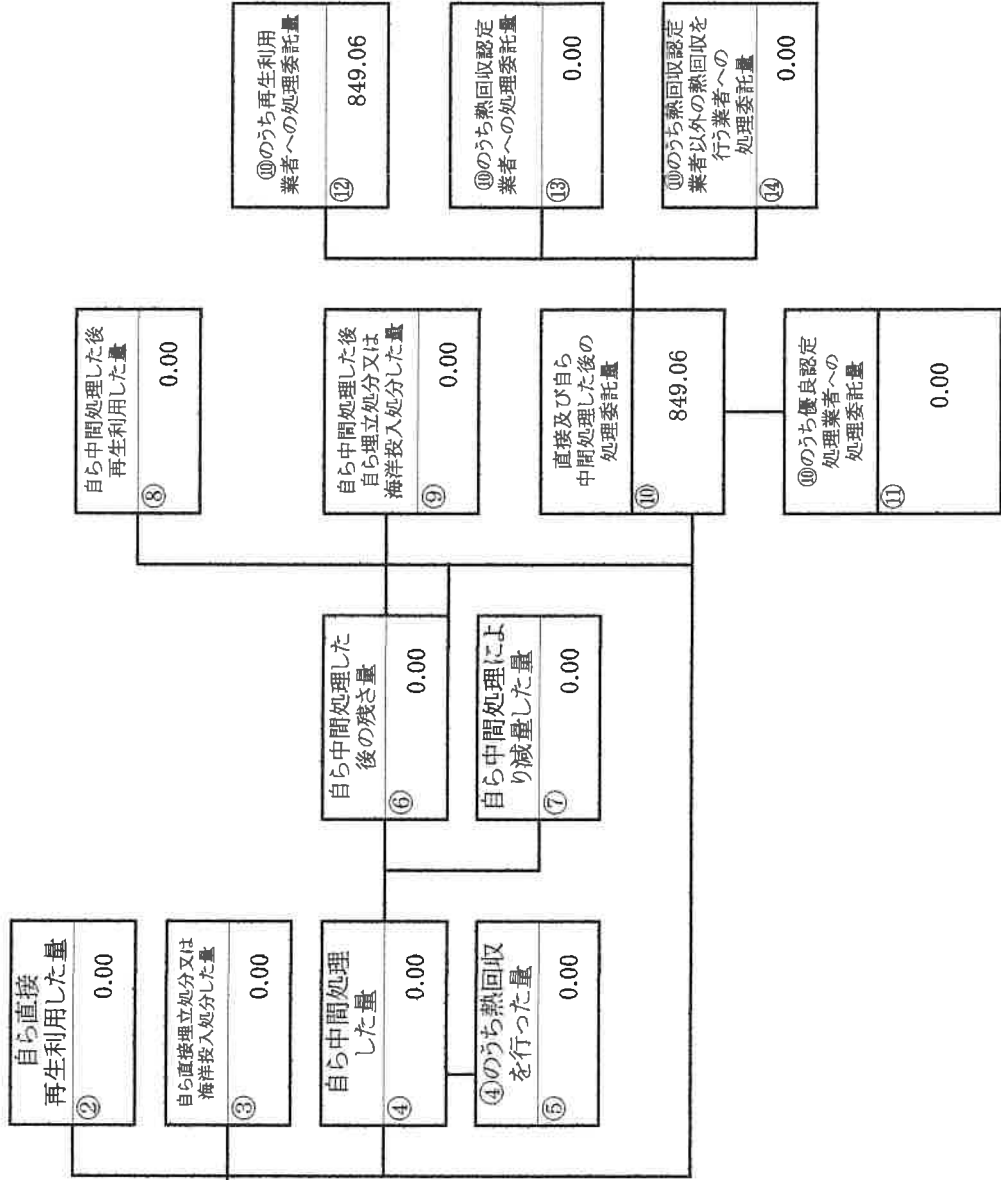 自ら直接
再生利用した量
②
0.00
自ら直接埋立処分又は
海洋投入処分した量
③
0.00
自ら中間処理
した量
④
0.00
④のうち熱回収
を行った量
⑤
0.00
自ら中間処理した
後の残さ量
⑥
0.00
自ら中間処理によ
り減量した量
⑦
0.00
自ら中間処理した後
再生利用した量
⑧
0.00
自ら中間処理した後
自ら埋立処分又は
海洋投入処分した量
⑨
0.00
直接及び自ら
中間処理した後の
処理委託量
⑩
849.06
⑩のうち優良認定
処理業者への
処理委託量
⑪
0.00
⑩のうち再生利用
業者への処理委託量
⑫
849.06
⑩のうち熱回収認定
業者への処理委託量
⑬
0.00
⑩のうち熱回収認定
業者以外の熱回収を
行う業者への
処理委託量
⑭
0.00